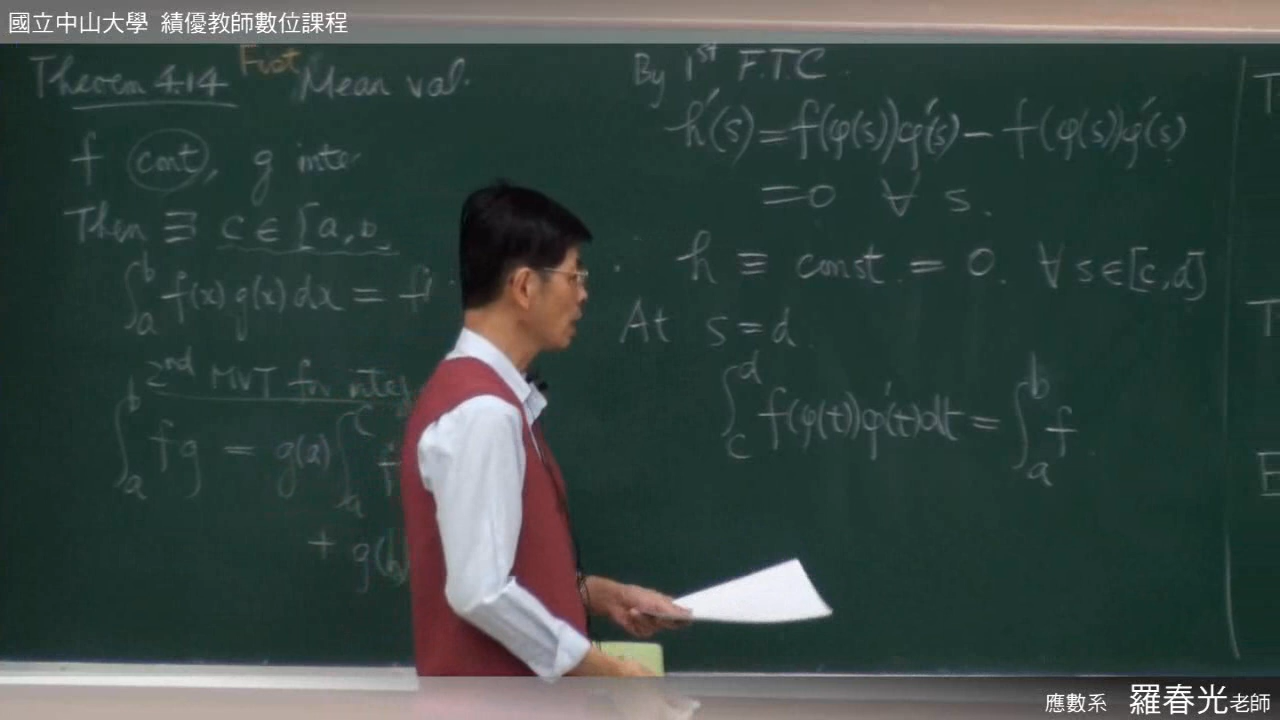 國立中山大學 績優教師數位課程
Theorem 4.14 First Mean val.
f cont, g inte
Then ∃ c ∈ [a, b
∫_a^b f(x)g(x)dx = f(
2nd MVT for integ
∫_a^b fg = g(a)∫_a^c f
+ g(b)
By 1st F.T.C.
h'(s) = f(φ(s))φ'(s) − f(φ(s))φ'(s)
= 0 ∀ s.
h ≡ const. = 0. ∀ s∈[c,d]
At s = d.
∫_c^d f(φ(t))φ'(t)dt = ∫_a^b f.
應數系 羅春光老師